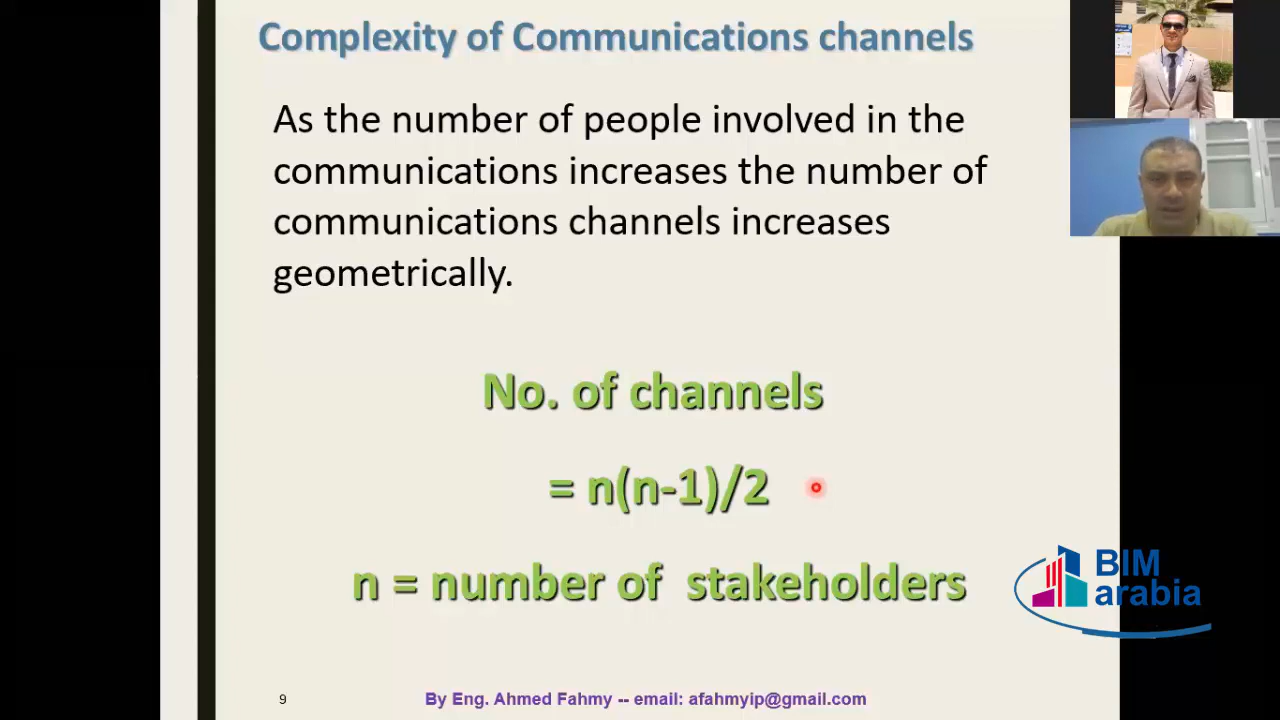 Complexity of Communications channels
As the number of people involved in the
communications increases the number of
communications channels increases
geometrically.
No. of channels
= n(n-1)/2
n = number of stakeholders
BIM
arabia
9
By Eng. Ahmed Fahmy -- email: afahmyip@gmail.com